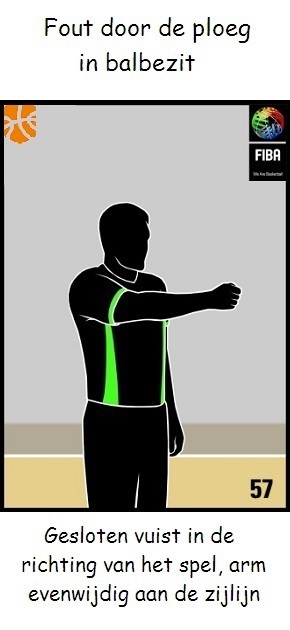 Fout door de ploeg
in balbezit
FIBA
We Are Basketball
57
Gesloten vuist in de
richting van het spel, arm
evenwijdig aan de zijlijn